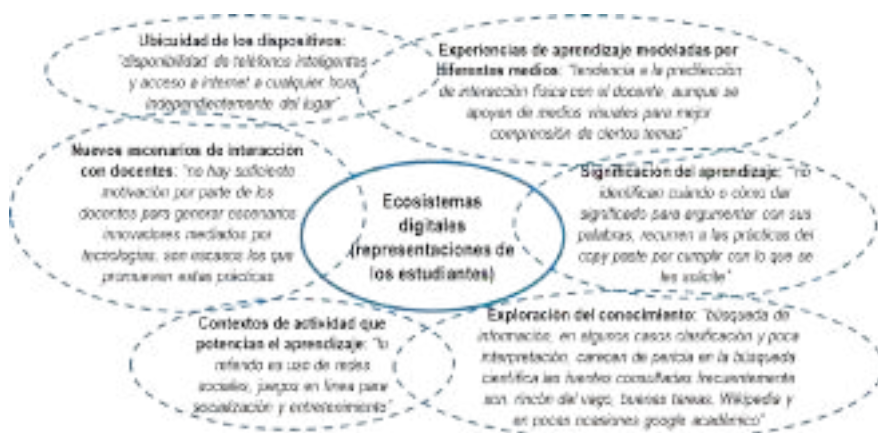 Ubicuidad de los dispositivos:
"disponibilidad de teléfonos inteligentes
y acceso a internet a cualquier hora
independientemente del lugar"
Experiencias de aprendizaje modeladas por
diferentes medios: "tendencia a la predilección
de interacción física con el docente, aunque se
apoyan de medios visuales para mejor
comprensión de ciertos temas"
Nuevos escenarios de interacción
con docentes: "no hay suficiente
motivación por parte de los
docentes para generar escenarios
innovadores mediados por
tecnologías, son escasos los que
promueven estas prácticas
Ecosistemas
digitales
(representaciones de
los estudiantes)
Significación del aprendizaje: "no
identifican cuándo o cómo dar
significado para argumentar con sus
palabras, recurren a las prácticas del
copy paste por cumplir con lo que se
les solicite"
Contextos de actividad que
potencian el aprendizaje: "lo
referido es uso de redes
sociales, juegos en línea para
socialización y entretenimiento"
Exploración del conocimiento: "búsqueda de
información, en algunos casos clasificación y poca
interpretación, carecen de pericia en la búsqueda
científica las fuentes consultadas frecuentemente
son, rincón del vago, buenas tareas, Wikipedia y
en pocas ocasiones google académico"